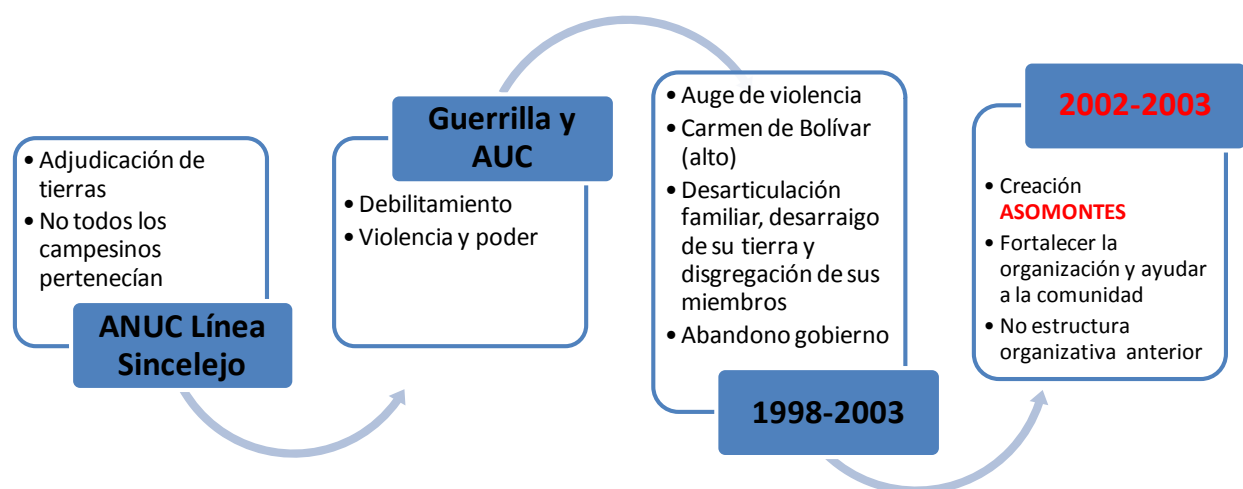 • Adjudicación de
tierras
• No todos los
campesinos
pertenecían
ANUC Línea
Sincelejo
Guerrilla y
AUC
• Debilitamiento
• Violencia y poder
• Auge de violencia
• Carmen de Bolívar
(alto)
• Desarticulación
familiar, desarraigo
de su tierra y
disgregación de sus
miembros
• Abandono gobierno
1998-2003
2002-2003
• Creación
ASOMONTES
• Fortalecer la
organización y ayudar
a la comunidad
• No estructura
organizativa anterior